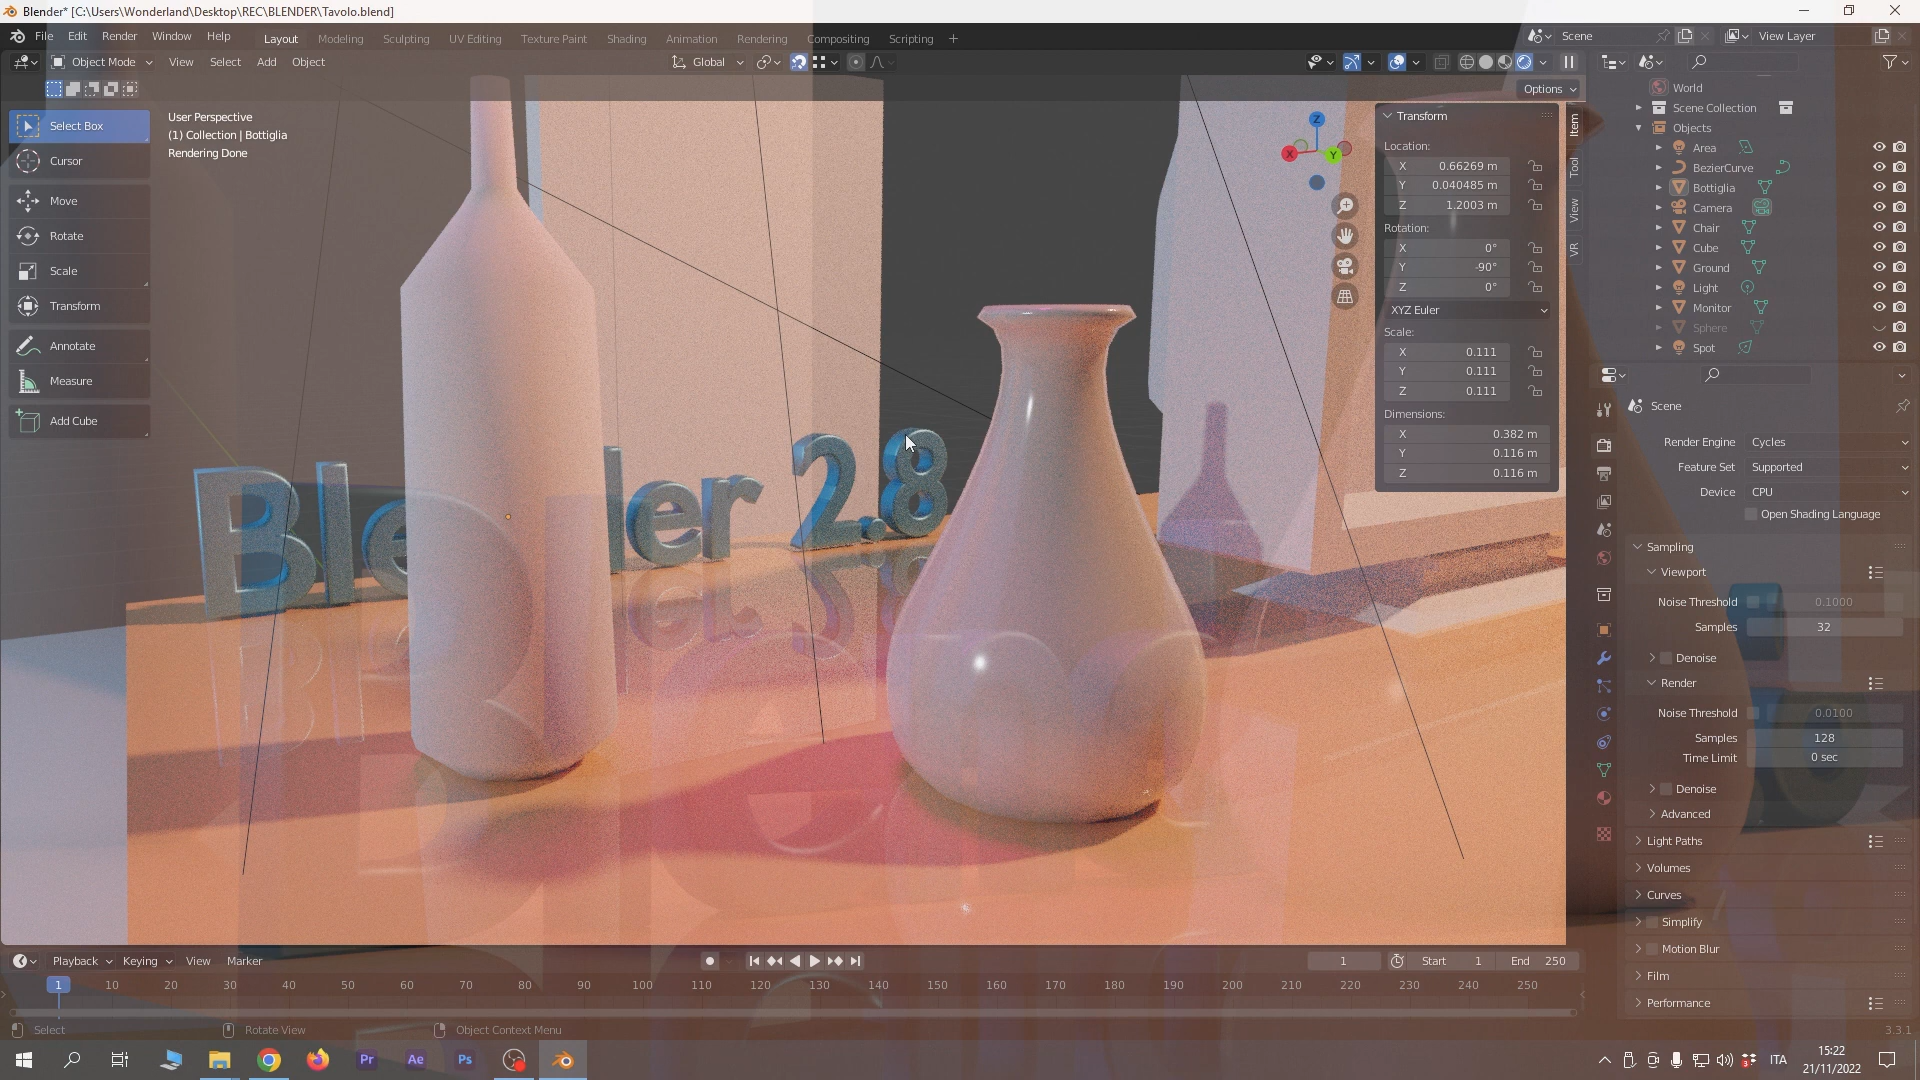 Blender* [C:\Users\Wonderland\Desktop\REC\BLENDER\Tavolo.blend]
File Edit Render Window Help Layout Modeling Sculpting UV Editing Texture Paint Shading Animation Rendering Compositing Scripting + Scene View Layer
Object Mode View Select Add Object Global
Options
Select Box
Cursor
Move
Rotate
Scale
Transform
Annotate
Measure
Add Cube
User Perspective
(1) Collection | Bottiglia
Rendering Done
Blender 2.8
Z
X
Y
Transform
Location:
X 0.66269 m
Y 0.040485 m
Z 1.2003 m
Rotation:
X 0°
Y -90°
Z 0°
XYZ Euler
Scale:
X 0.111
Y 0.111
Z 0.111
Dimensions:
X 0.382 m
Y 0.116 m
Z 0.116 m
Item
Tool
View
VR
World
Scene Collection
Objects
Area
BezierCurve
Bottiglia
Camera
Chair
Cube
Ground
Light
Monitor
Sphere
Spot
Scene
Render Engine Cycles
Feature Set Supported
Device CPU
Open Shading Language
Sampling
Viewport
Noise Threshold 0.1000
Samples 32
Denoise
Render
Noise Threshold 0.0100
Samples 128
Time Limit 0 sec
Denoise
Advanced
Light Paths
Volumes
Curves
Simplify
Motion Blur
Film
Performance
Playback Keying View Marker 1 Start 1 End 250
1 10 20 30 40 50 60 70 80 90 100 110 120 130 140 150 160 170 180 190 200 210 220 230 240 250
Select Rotate View Object Context Menu 3.3.1
Pr Ae Ps 3 ITA
15:22
21/11/2022